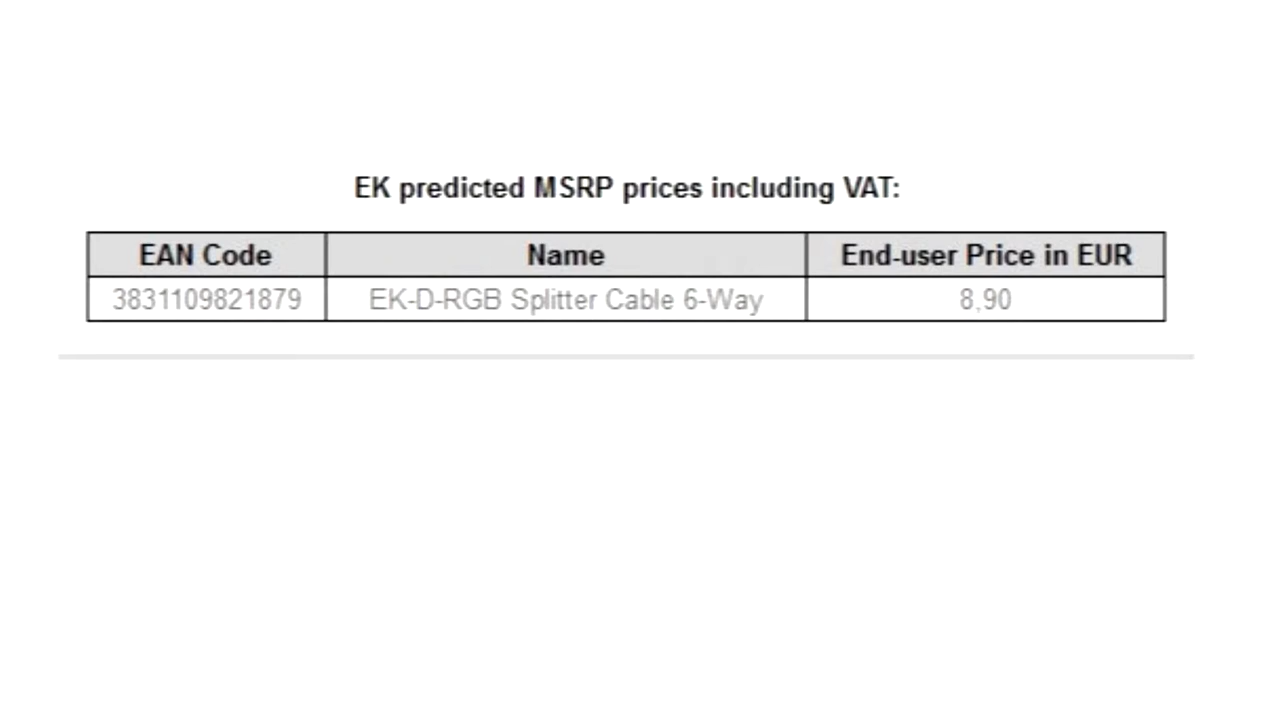 EK predicted MSRP prices including VAT:
EAN Code Name End-user Price in EUR
3831109821879 EK-D-RGB Splitter Cable 6-Way 8,90